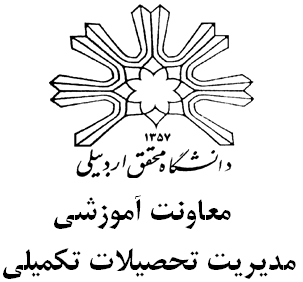 ۱۳۵۷
دانشگاه محقق اردبیلی
معاونت آموزشی
مدیریت تحصیلات تکمیلی